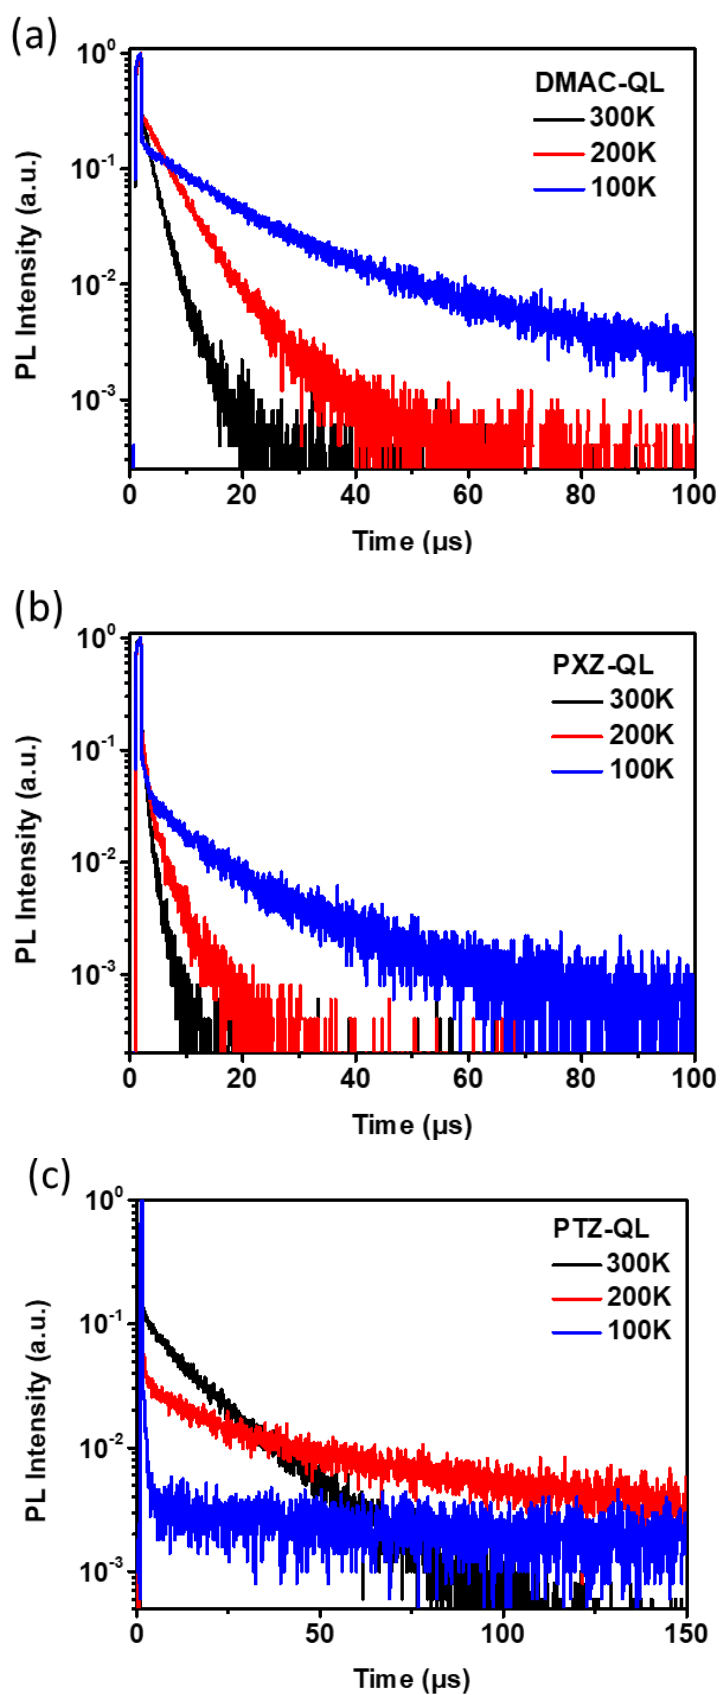 (a)
DMAC-QL
300K
200K
100K
PL Intensity (a.u.)
10⁰
10⁻¹
10⁻²
10⁻³
0 20 40 60 80 100
Time (μs)
(b)
PXZ-QL
300K
200K
100K
PL Intensity (a.u.)
10⁰
10⁻¹
10⁻²
10⁻³
0 20 40 60 80 100
Time (μs)
(c)
PTZ-QL
300K
200K
100K
PL Intensity (a.u.)
10⁰
10⁻¹
10⁻²
10⁻³
50 100 150
Time (μs)